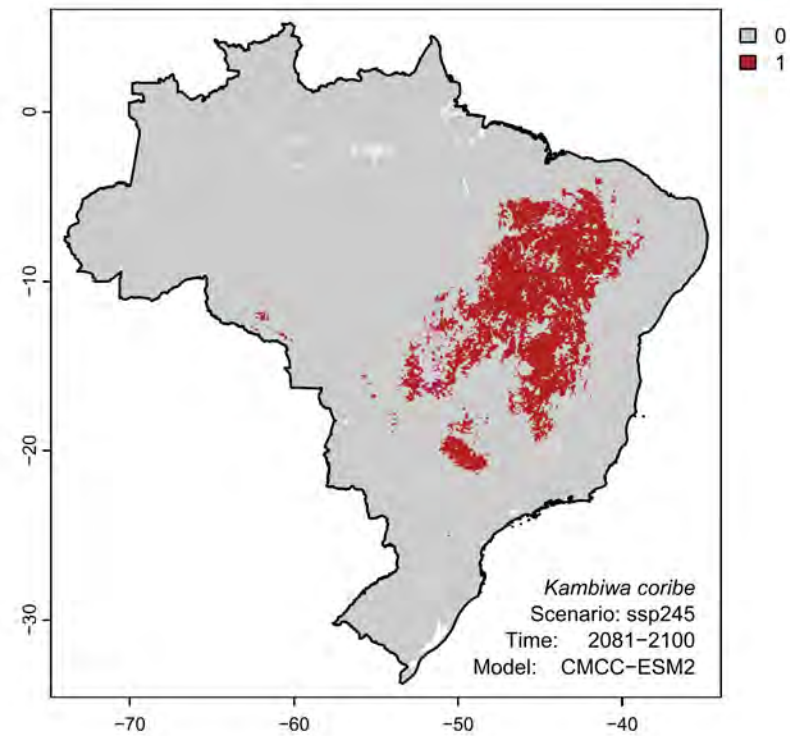 0
1
0
−10
−20
−30
Kambiwa coribe
Scenario: ssp245
Time: 2081−2100
Model: CMCC−ESM2
−70 −60 −50 −40